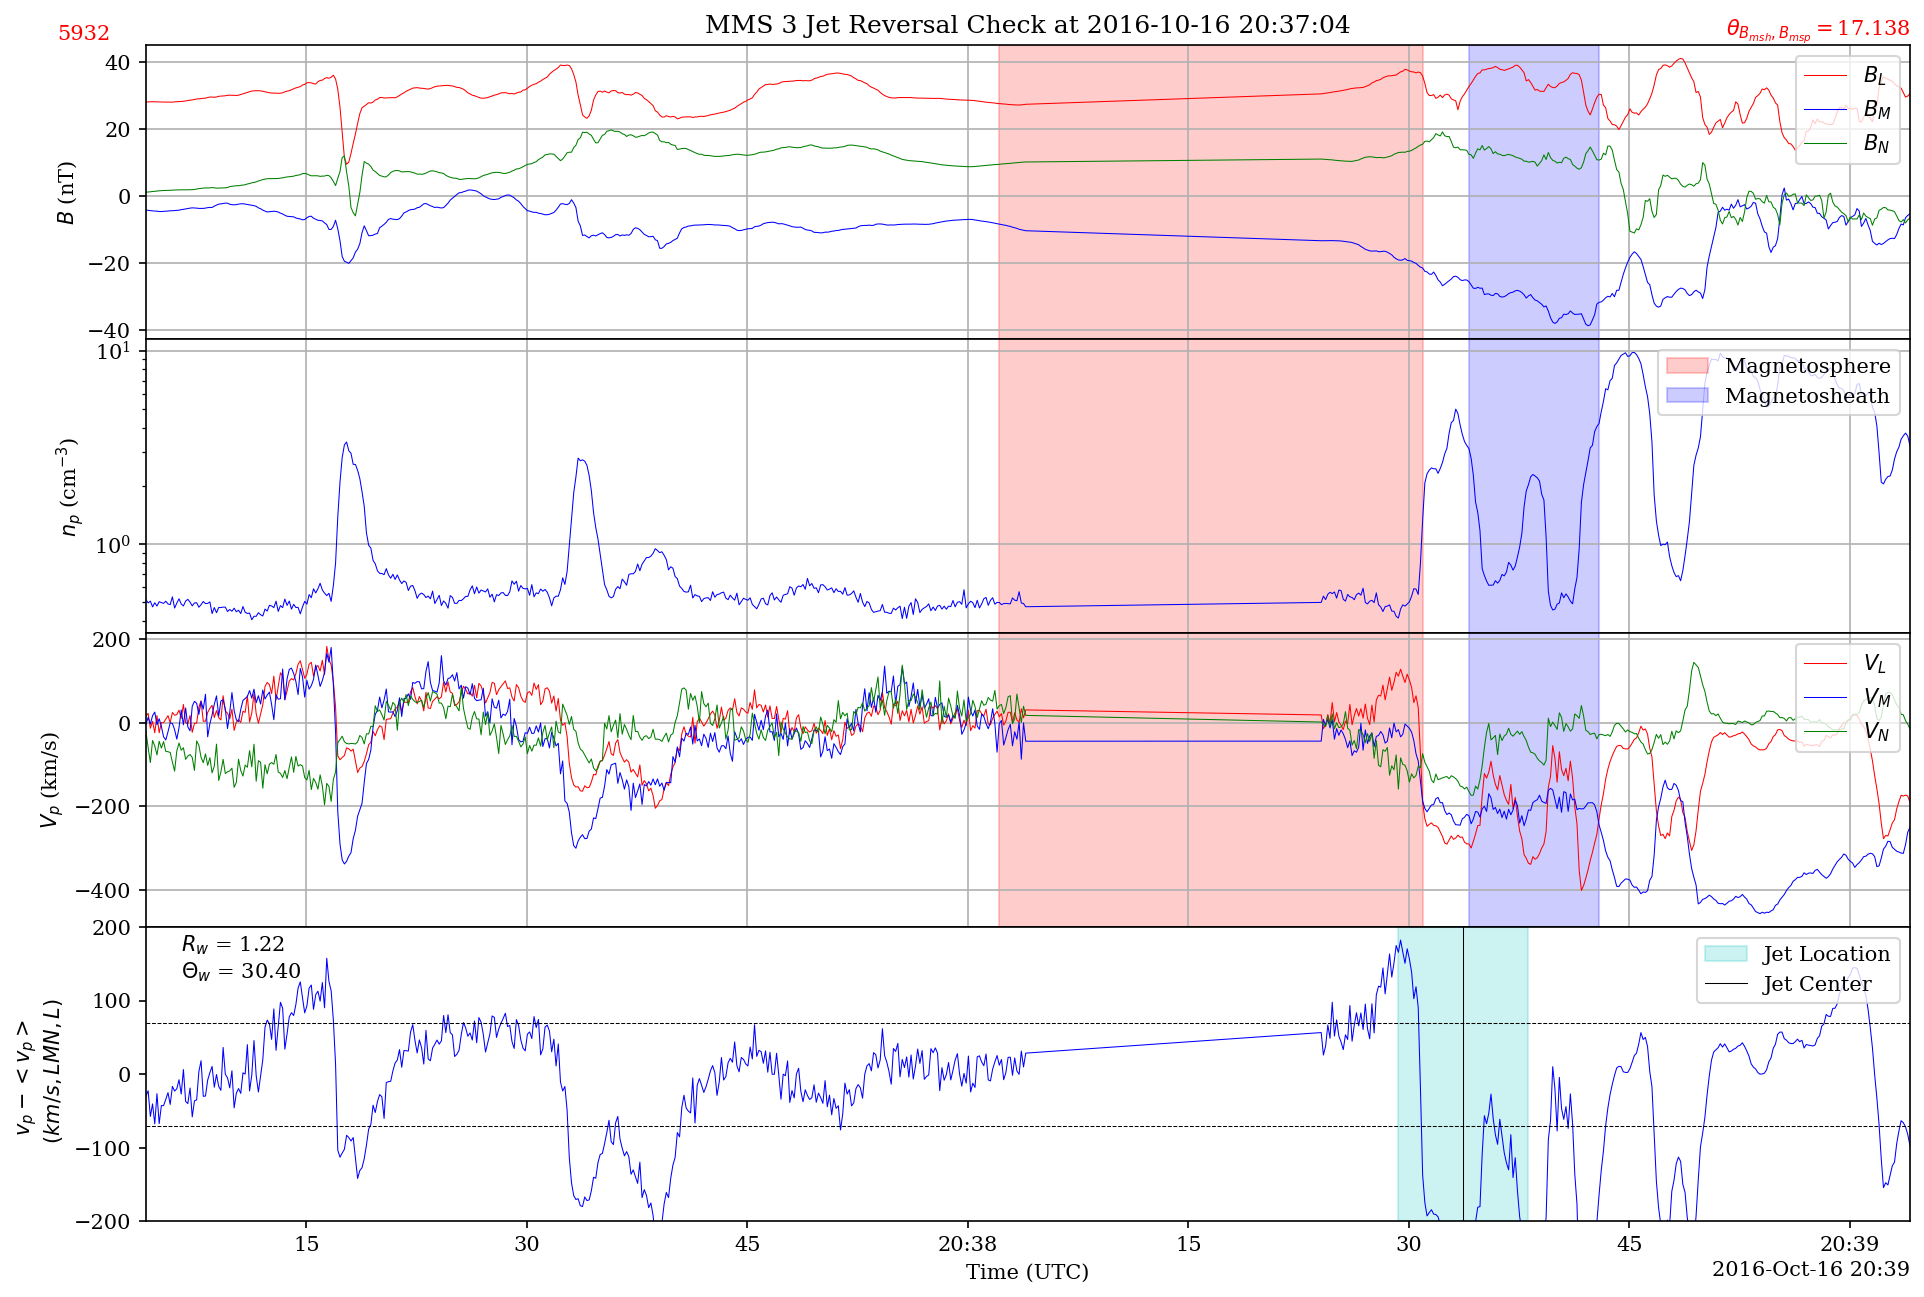 MMS 3 Jet Reversal Check at 2016-10-16 20:37:04
5932
θ_{B_{msh}, B_{msp}} = 17.138
40
20
0
−20
−40
B (nT)
B_L
B_M
B_N
10^1
10^0
n_p (cm^{−3})
Magnetosphere
Magnetosheath
200
0
−200
−400
V_p (km/s)
V_L
V_M
V_N
200
100
0
−100
−200
v_p − < v_p >
(km/s, LMN, L)
R_w = 1.22
Θ_w = 30.40
Jet Location
Jet Center
15
30
45
20:38
15
30
45
20:39
Time (UTC)
2016-Oct-16 20:39